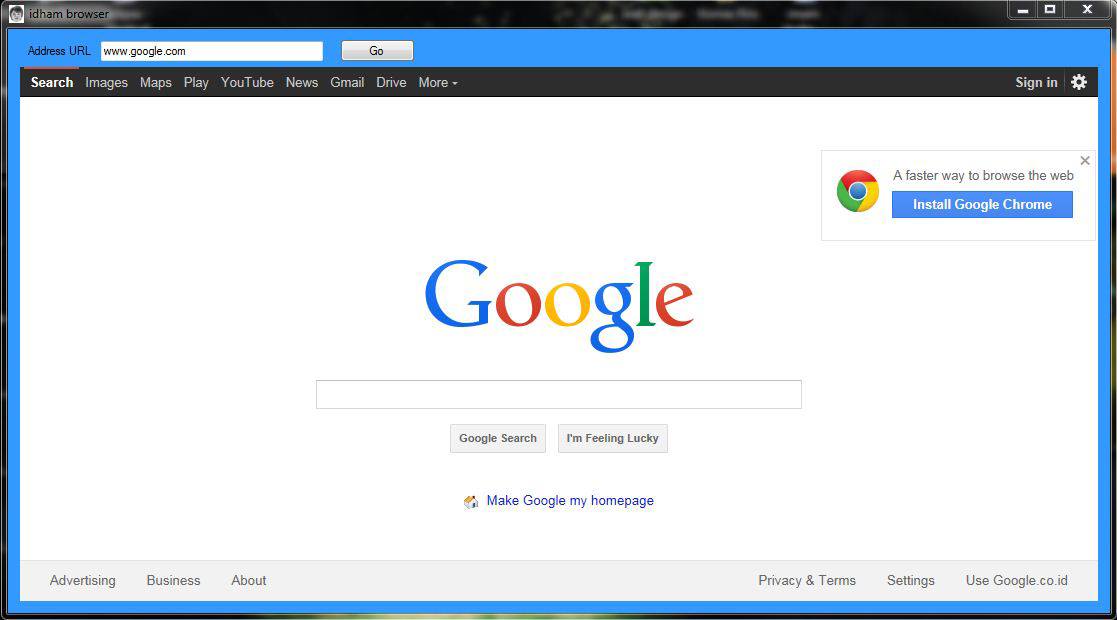 idham browser
Address URL www.google.com Go
Search Images Maps Play YouTube News Gmail Drive More Sign in
A faster way to browse the web
Install Google Chrome
Google
Google Search I'm Feeling Lucky
Make Google my homepage
Advertising Business About Privacy & Terms Settings Use Google.co.id